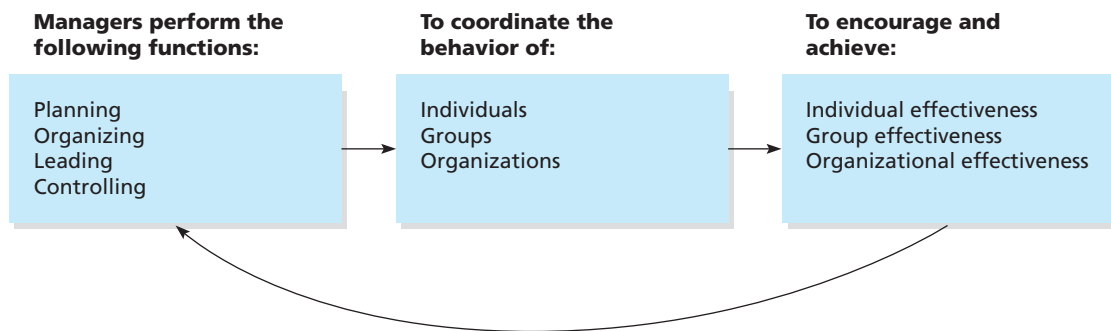 Managers perform the
following functions:
Planning
Organizing
Leading
Controlling
To coordinate the
behavior of:
Individuals
Groups
Organizations
To encourage and
achieve:
Individual effectiveness
Group effectiveness
Organizational effectiveness